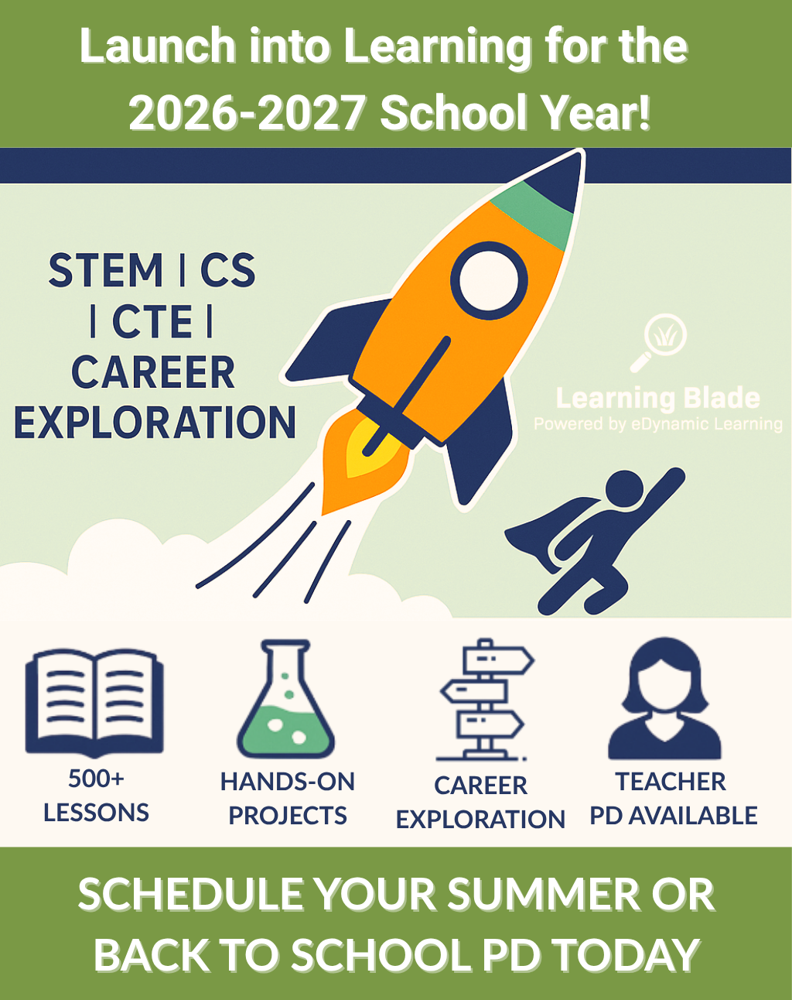 Launch into Learning for the
2026-2027 School Year!
STEM | CS
| CTE |
CAREER
EXPLORATION
Learning Blade
Powered by eDynamic Learning
500+
LESSONS
HANDS-ON
PROJECTS
CAREER
EXPLORATION
TEACHER
PD AVAILABLE
SCHEDULE YOUR SUMMER OR
BACK TO SCHOOL PD TODAY